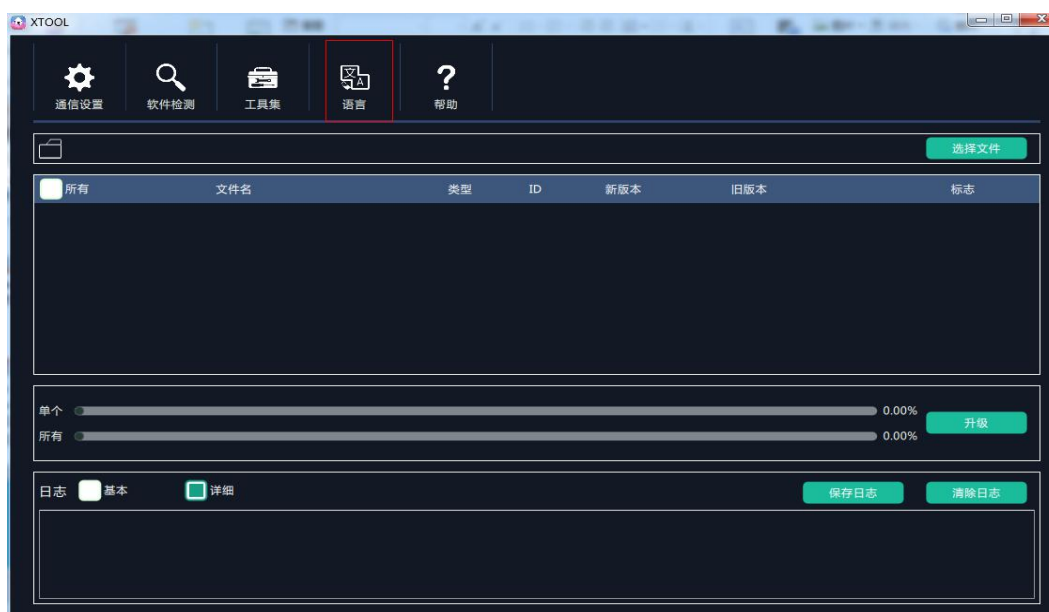 XTOOL
通信设置 软件检测 工具集 语言 帮助
选择文件
所有 文件名 类型 ID 新版本 旧版本 标志
单个 0.00%
升级
所有 0.00%
日志 基本 详细 保存日志 清除日志